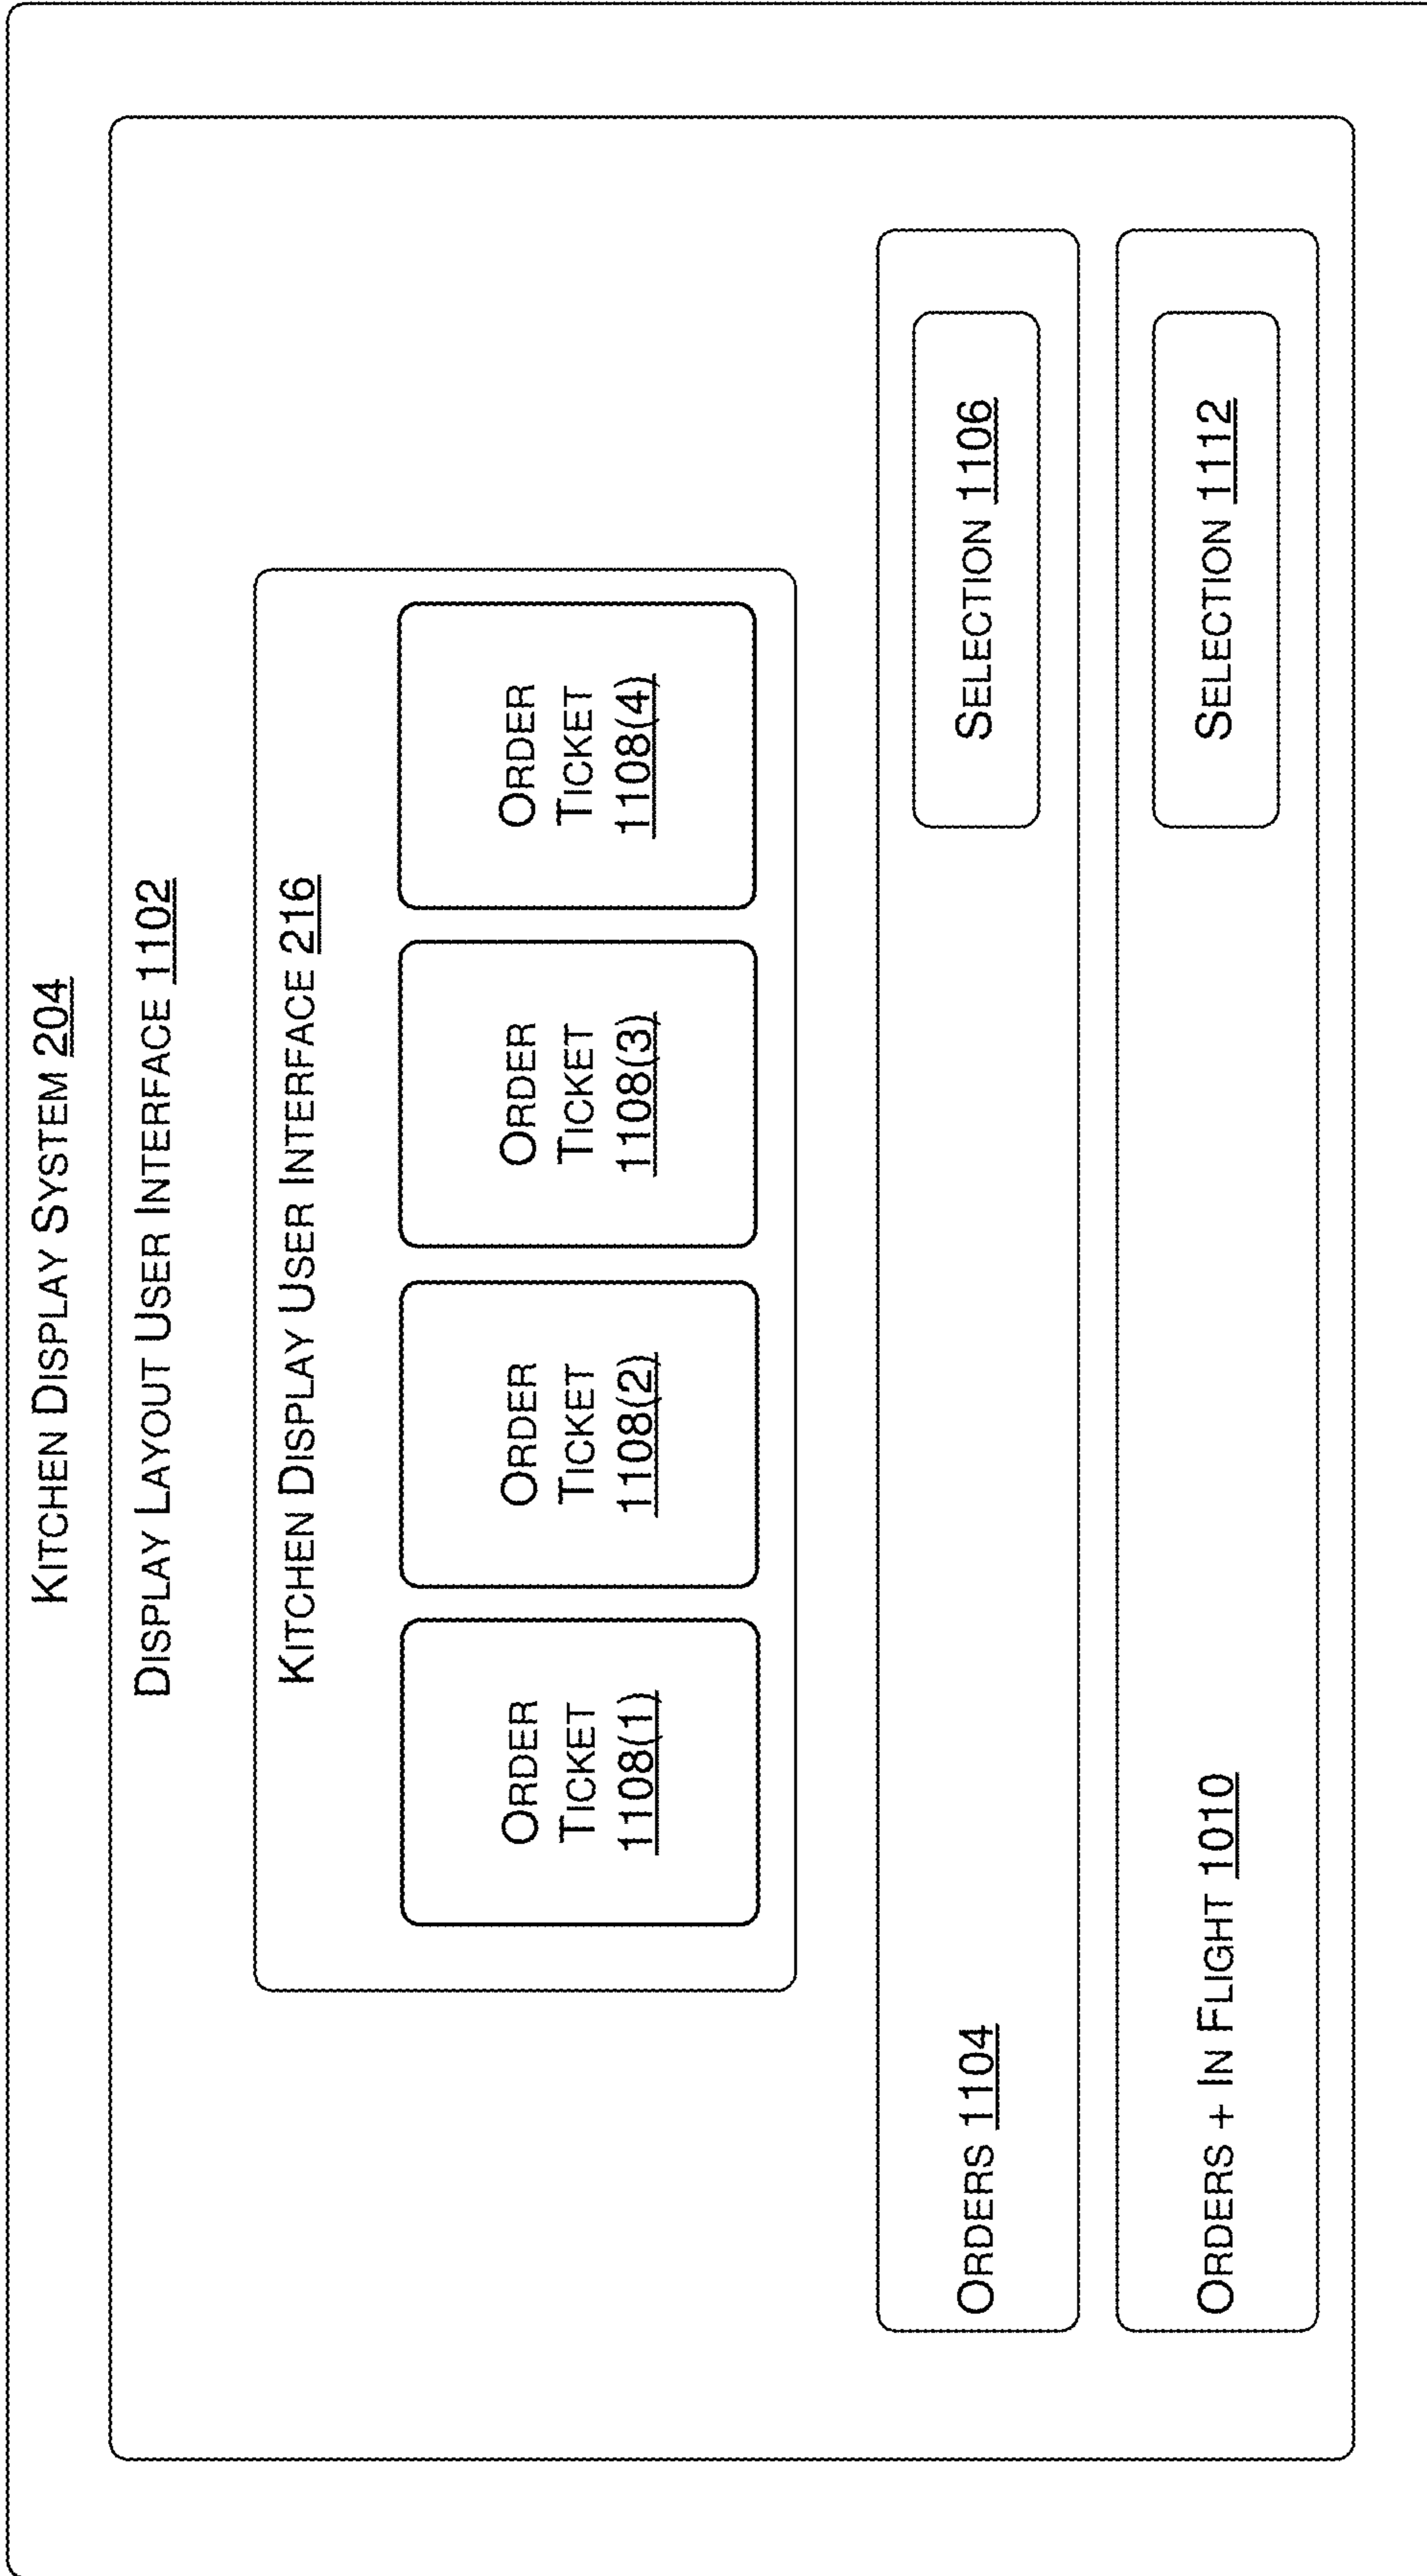 KITCHEN DISPLAY SYSTEM 204
DISPLAY LAYOUT USER INTERFACE 1102
KITCHEN DISPLAY USER INTERFACE 216
ORDER
TICKET
1108(1)
ORDER
TICKET
1108(2)
ORDER
TICKET
1108(3)
ORDER
TICKET
1108(4)
ORDERS 1104
SELECTION 1106
ORDERS + IN FLIGHT 1010
SELECTION 1112